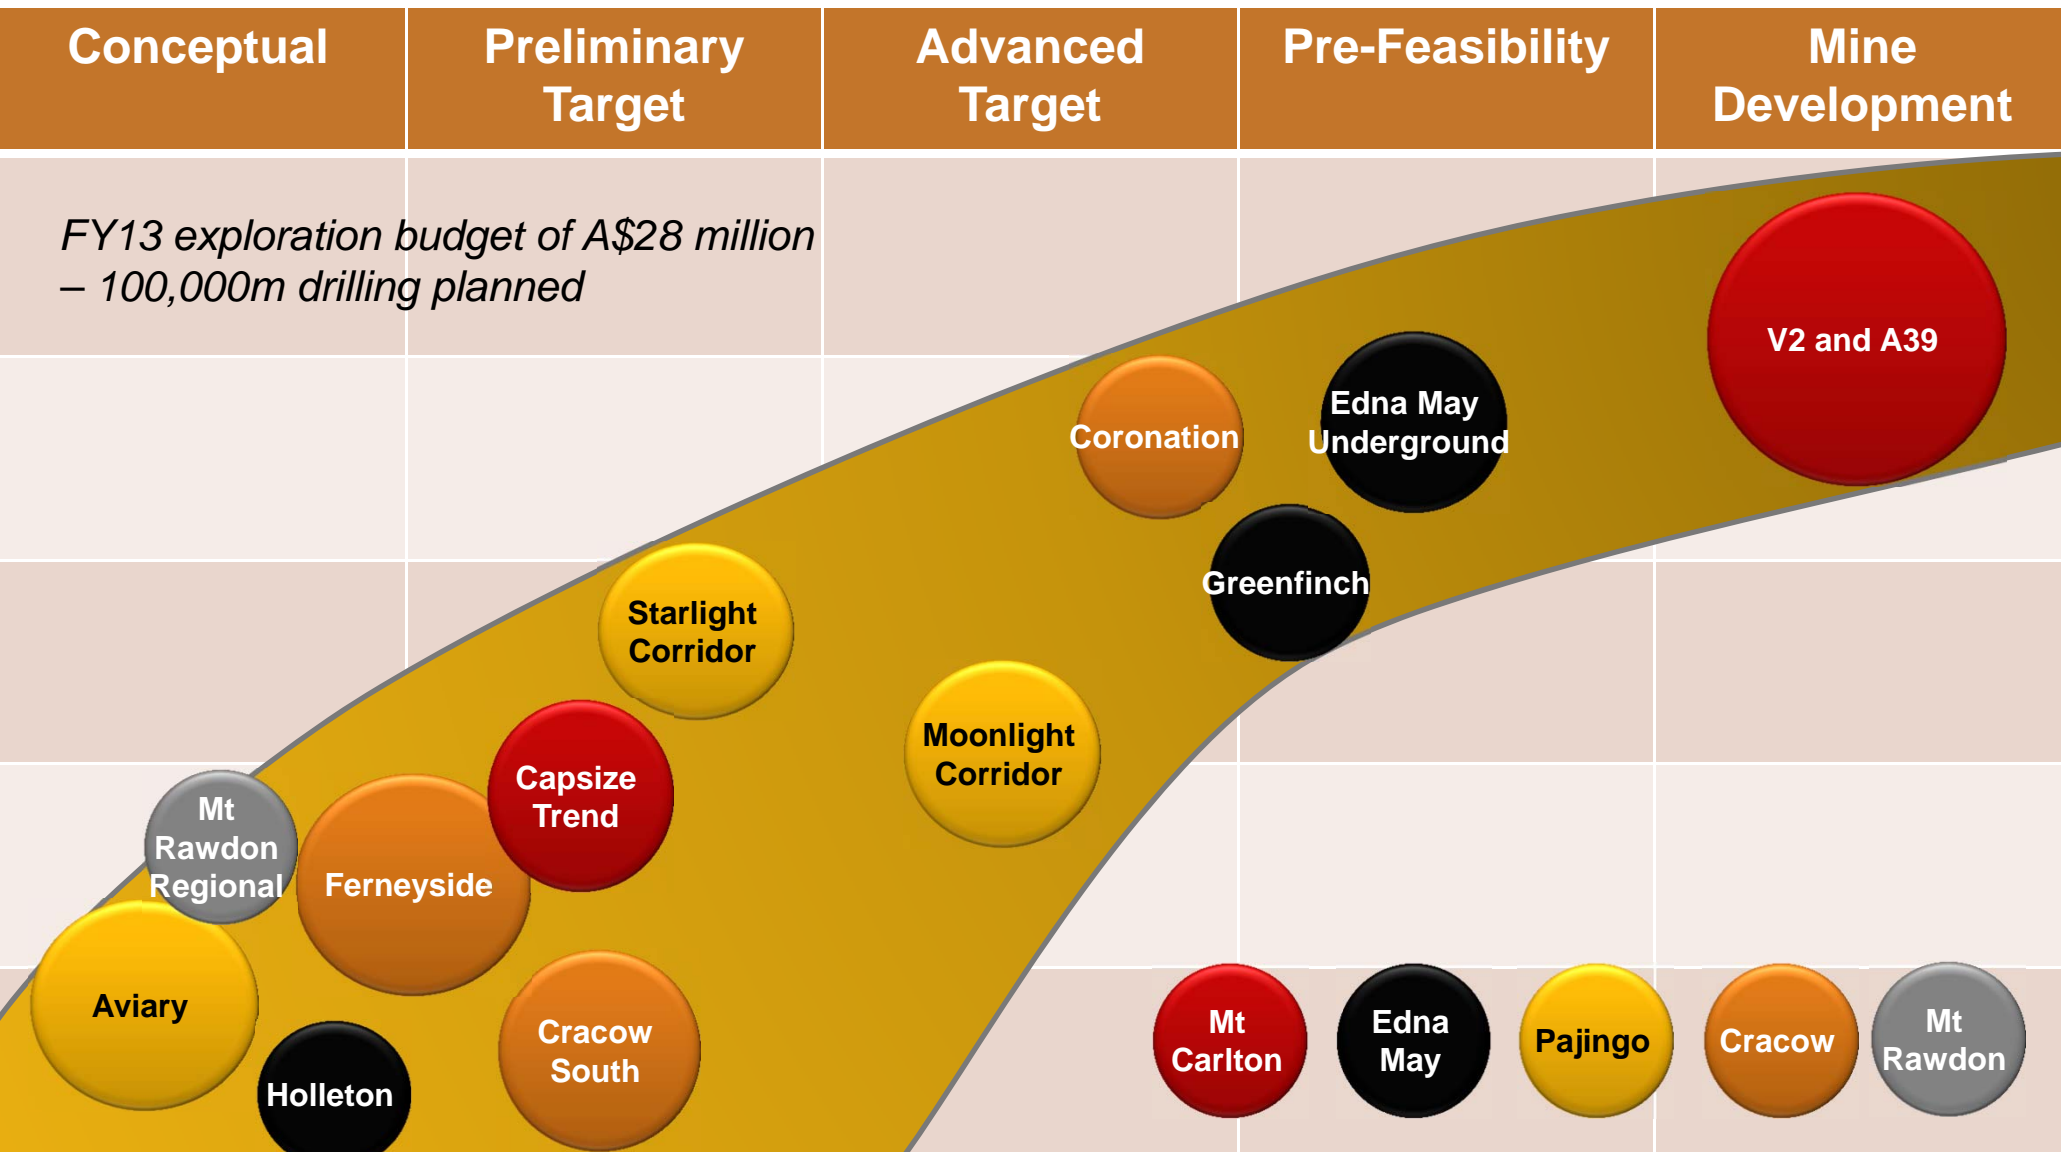 Conceptual
Preliminary
Target
Advanced
Target
Pre-Feasibility
Mine
Development
FY13 exploration budget of A$28 million
– 100,000m drilling planned
V2 and A39
Edna May
Underground
Coronation
Greenfinch
Starlight
Corridor
Moonlight
Corridor
Capsize
Trend
Mt
Rawdon
Regional
Ferneyside
Aviary
Cracow
South
Holleton
Mt
Carlton
Edna
May
Pajingo
Cracow
Mt
Rawdon